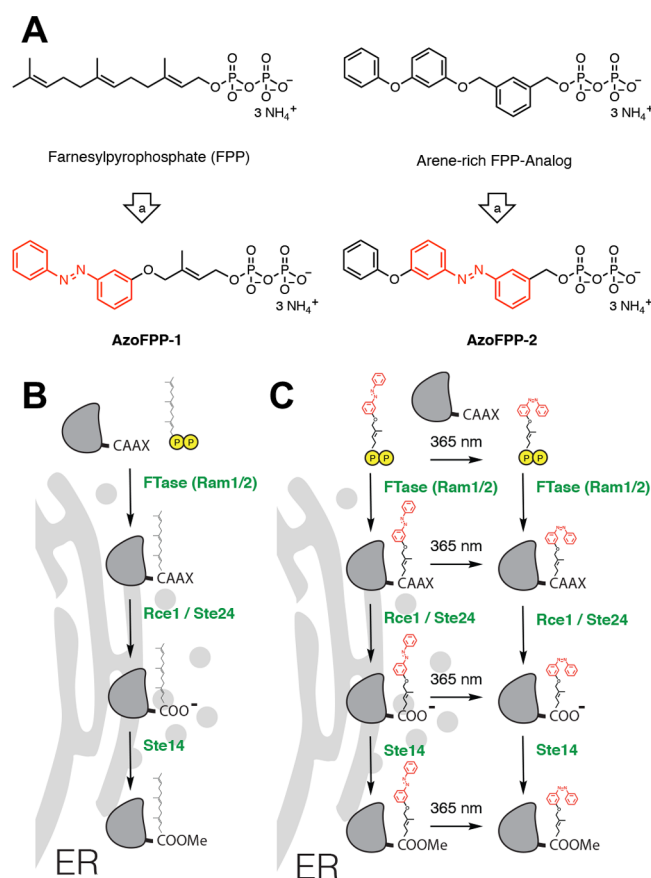 A
O O O O
O P O P O⁻ O O O P O P O⁻
O⁻ O⁻ O⁻ O⁻
3 NH₄⁺ 3 NH₄⁺
Farnesylpyrophosphate (FPP)
Arene-rich FPP-Analog
a a
O O O O
N N O O P O P O⁻ O N N O P O P O⁻
O⁻ O⁻ O⁻ O⁻
3 NH₄⁺ 3 NH₄⁺
AzoFPP-1 AzoFPP-2
B
CAAX
P P
FTase (Ram1/2)
CAAX
Rce1 / Ste24
COO⁻
Ste14
COOMe
ER
C
CAAX
P P
365 nm
P P
FTase (Ram1/2) FTase (Ram1/2)
CAAX
365 nm
CAAX
Rce1 / Ste24 Rce1 / Ste24
COO⁻
365 nm
COO⁻
Ste14 Ste14
COOMe
365 nm
COOMe
ER